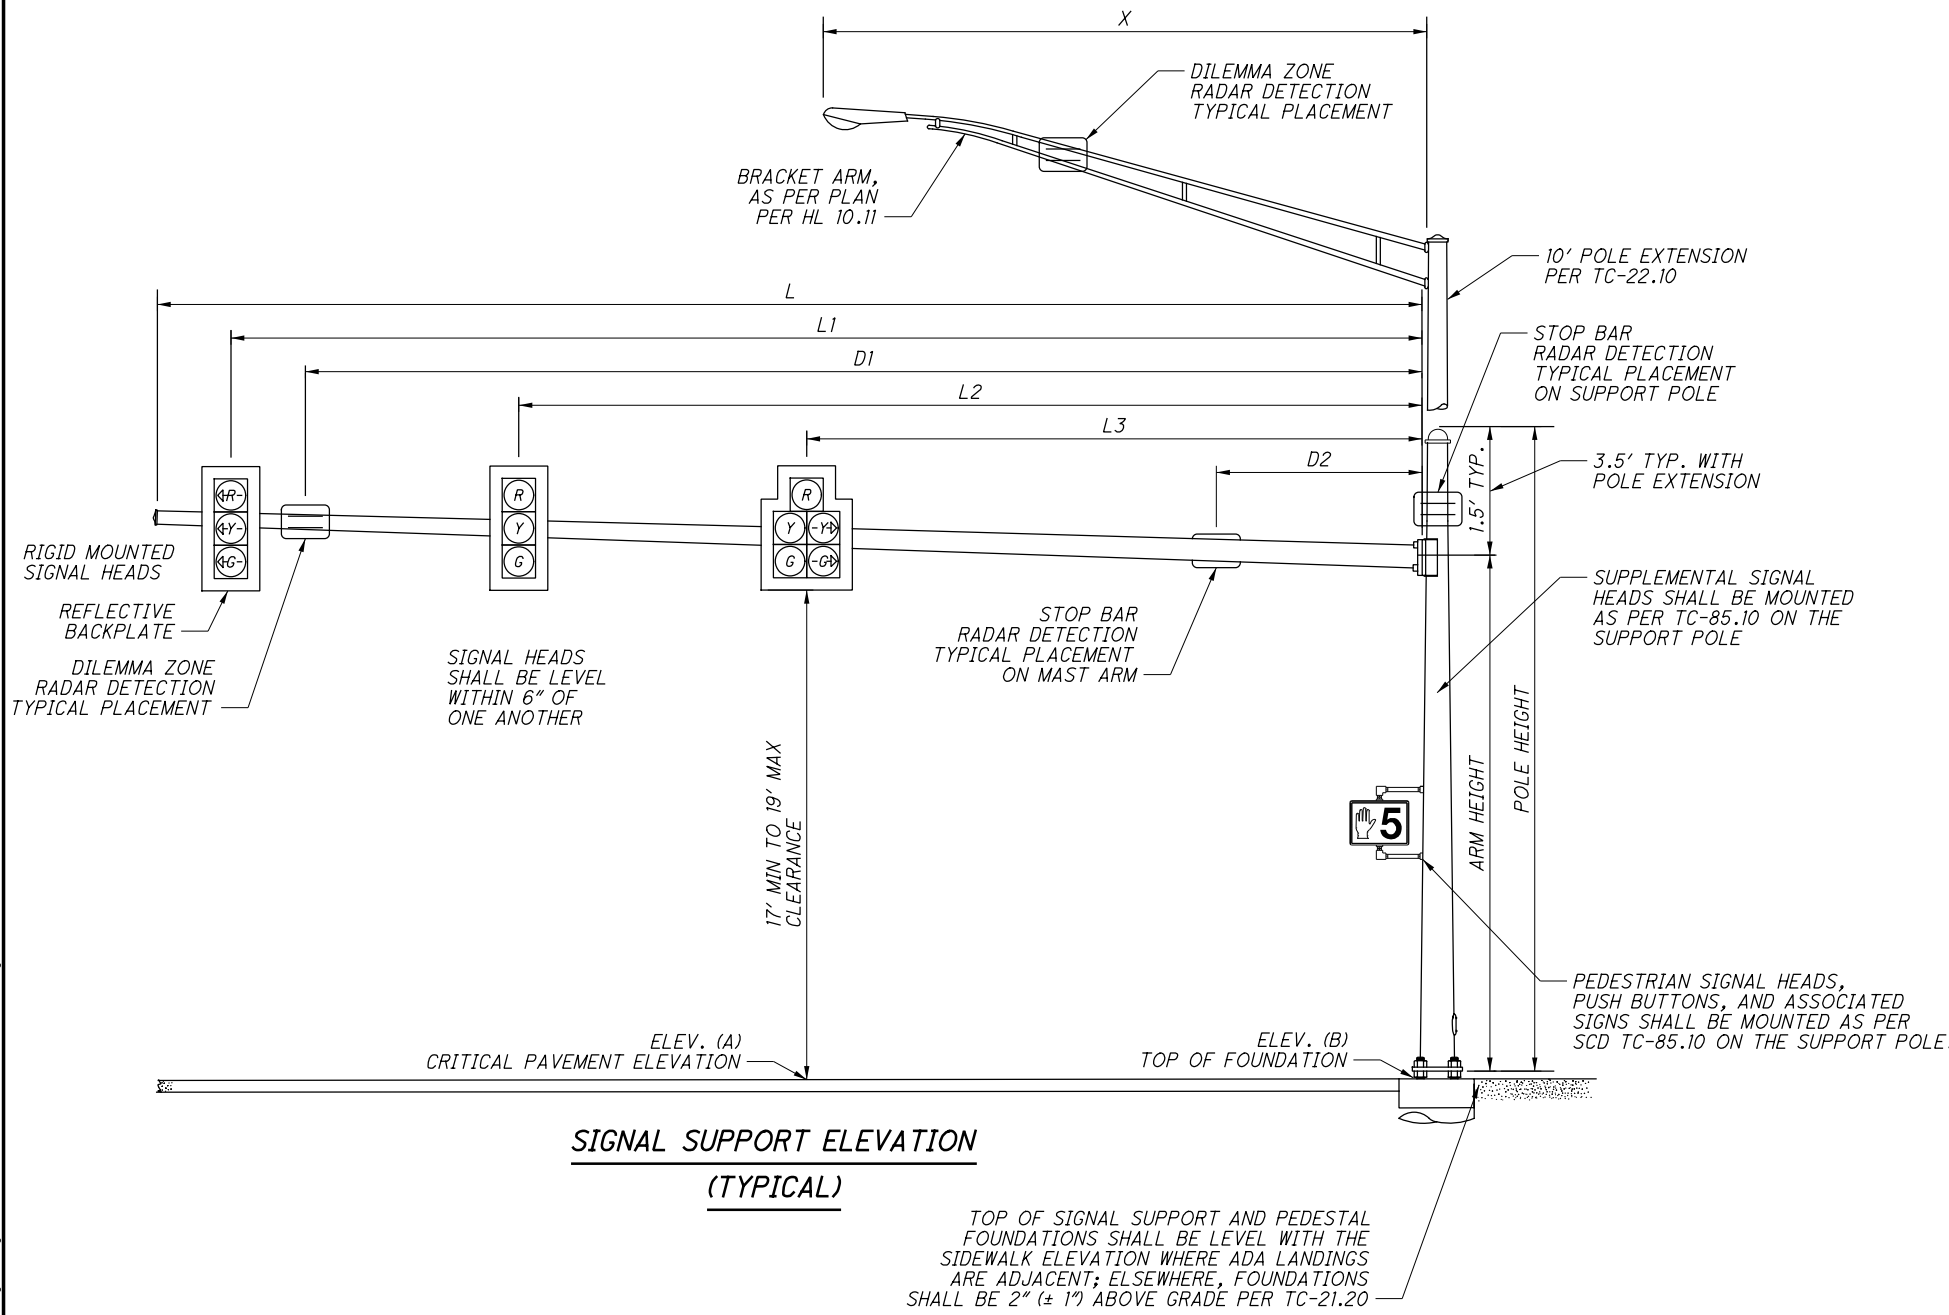 X
DILEMMA ZONE
RADAR DETECTION
TYPICAL PLACEMENT
BRACKET ARM,
AS PER PLAN
PER HL 10.11
10' POLE EXTENSION
PER TC-22.10
L
L1
STOP BAR
RADAR DETECTION
TYPICAL PLACEMENT
ON SUPPORT POLE
D1
L2
L3
D2
1.5' TYP.
3.5' TYP. WITH
POLE EXTENSION
R
Y
G
R
Y
G
R
Y
Y
G
G
RIGID MOUNTED
SIGNAL HEADS
REFLECTIVE
BACKPLATE
DILEMMA ZONE
RADAR DETECTION
TYPICAL PLACEMENT
SIGNAL HEADS
SHALL BE LEVEL
WITHIN 6" OF
ONE ANOTHER
STOP BAR
RADAR DETECTION
TYPICAL PLACEMENT
ON MAST ARM
SUPPLEMENTAL SIGNAL
HEADS SHALL BE MOUNTED
AS PER TC-85.10 ON THE
SUPPORT POLE
17' MIN TO 19' MAX
CLEARANCE
5
ARM HEIGHT
POLE HEIGHT
PEDESTRIAN SIGNAL HEADS,
PUSH BUTTONS, AND ASSOCIATED
SIGNS SHALL BE MOUNTED AS PER
SCD TC-85.10 ON THE SUPPORT POLE.
ELEV. (A)
CRITICAL PAVEMENT ELEVATION
ELEV. (B)
TOP OF FOUNDATION
SIGNAL SUPPORT ELEVATION
(TYPICAL)
TOP OF SIGNAL SUPPORT AND PEDESTAL
FOUNDATIONS SHALL BE LEVEL WITH THE
SIDEWALK ELEVATION WHERE ADA LANDINGS
ARE ADJACENT; ELSEWHERE, FOUNDATIONS
SHALL BE 2" (± 1") ABOVE GRADE PER TC-21.20